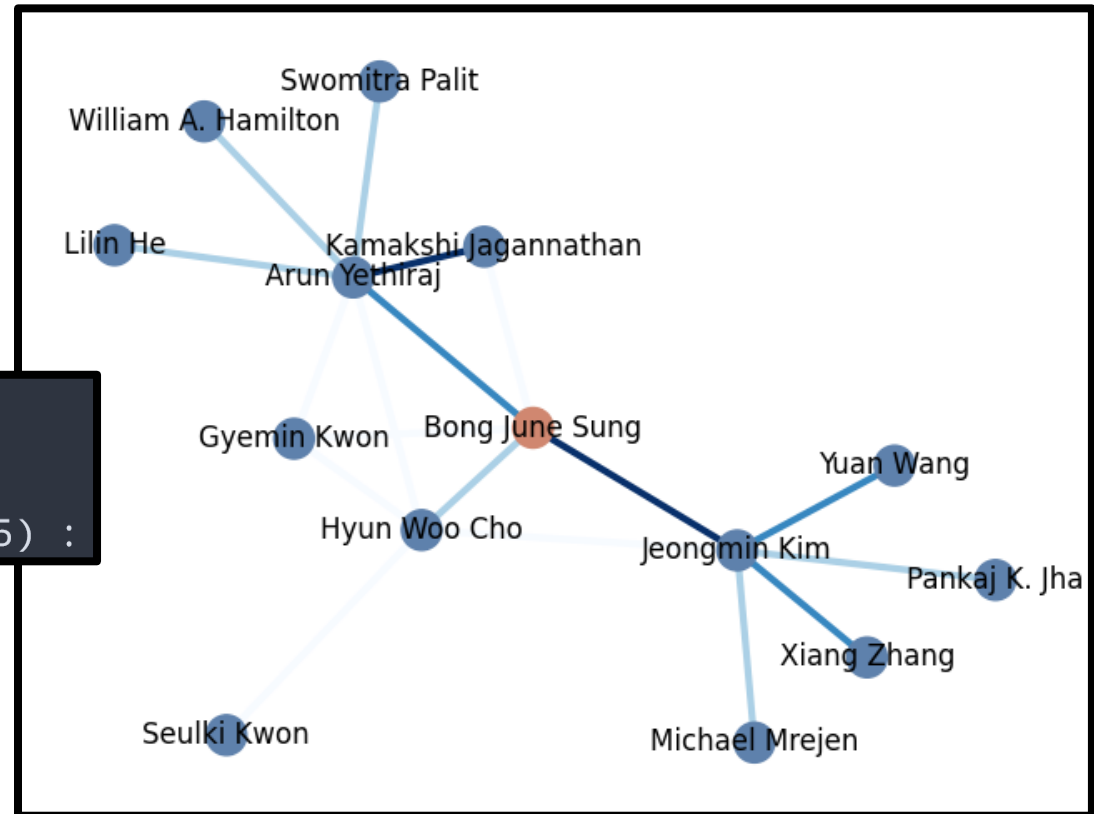 Swomitra Palit
William A. Hamilton
Lilin He
Kamakshi Jagannathan
Arun Yethiraj
Gyemin Kwon
Bong June Sung
Yuan Wang
Hyun Woo Cho
Jeongmin Kim
5) :
Pankaj K. Jha
Xiang Zhang
Seulki Kwon
Michael Mrejen